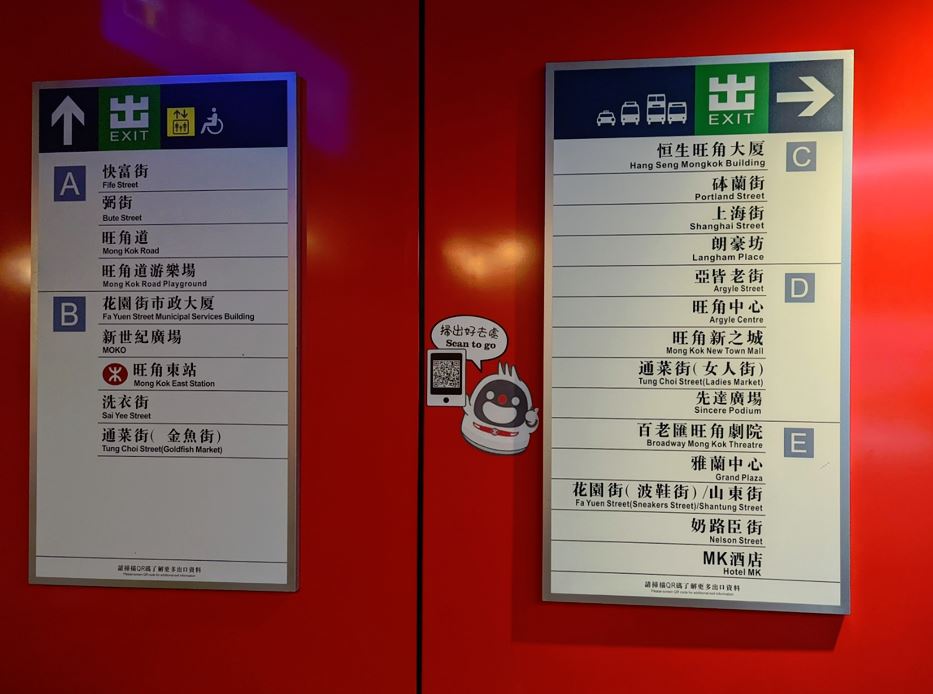 出
EXIT
A
快富街
Fife Street
弼街
Bute Street
旺角道
Mong Kok Road
旺角道游樂場
Mong Kok Road Playground
B
花園街市政大厦
Fa Yuen Street Municipal Services Building
新世紀廣場
MOKO
旺角東站
Mong Kok East Station
洗衣街
Sai Yee Street
通菜街( 金魚街)
Tung Choi Street(Goldfish Market)
請掃描QR碼了解更多出口資料
掃出好去處
Scan to go
出
EXIT
恒生旺角大厦
Hang Seng Mongkok Building
C
砵蘭街
Portland Street
上海街
Shanghai Street
朗豪坊
Langham Place
亞皆老街
Argyle Street
D
旺角中心
Argyle Centre
旺角新之城
Mong Kok New Town Mall
通菜街(女人街)
Tung Choi Street(Ladies Market)
先達廣場
Sincere Podium
百老匯旺角劇院
Broadway Mong Kok Threatre
E
雅蘭中心
Grand Plaza
花園街( 波鞋街) /山東街
Fa Yuen Street(Sneakers Street)/Shantung Street
奶路臣街
Nelson Street
MK酒店
Hotel MK
請掃描QR碼了解更多出口資料